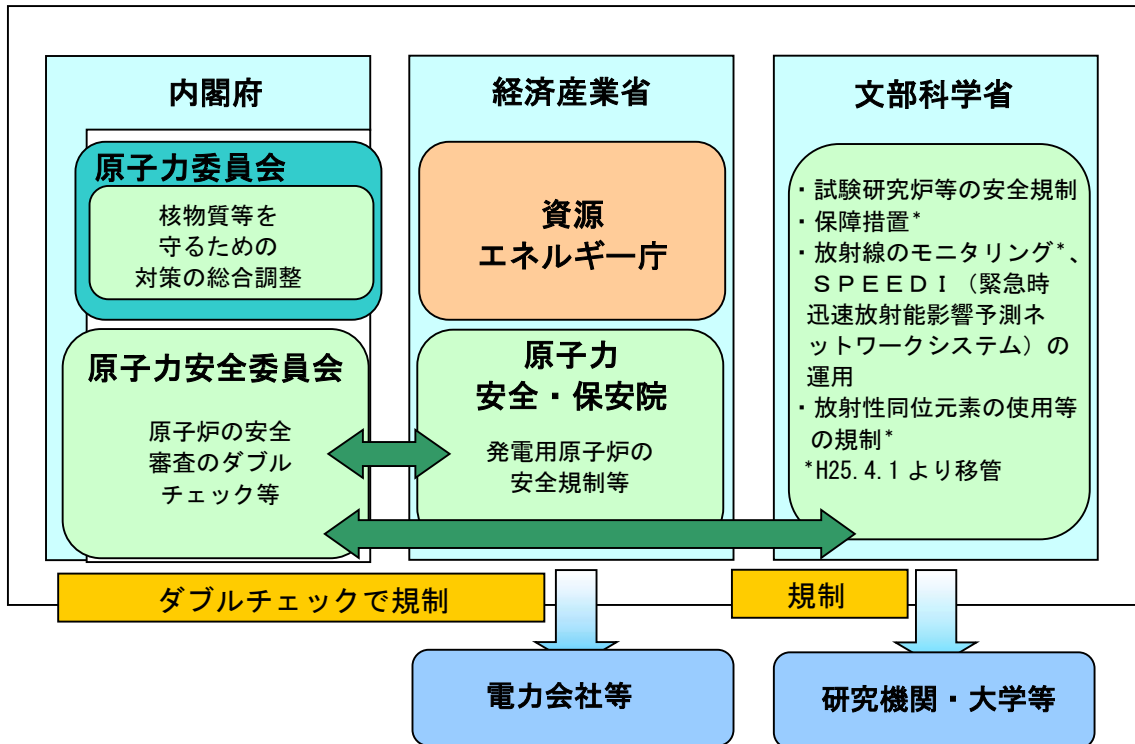 内閣府
原子力委員会
核物質等を
守るための
対策の総合調整
原子力安全委員会
原子炉の安全
審査のダブル
チェック等
経済産業省
資源
エネルギー庁
原子力
安全・保安院
発電用原子炉の
安全規制等
文部科学省
・試験研究炉等の安全規制
・保障措置*
・放射線のモニタリング*、
ＳＰＥＥＤＩ（緊急時
迅速放射能影響予測ネ
ットワークシステム）の
運用
・放射性同位元素の使用等
の規制*
*H25.4.1 より移管
ダブルチェックで規制
規制
電力会社等
研究機関・大学等